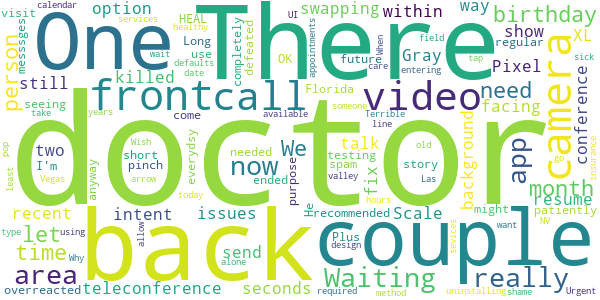 calendar
visit
option
HEAL
swapping
UI
within
way
birthday
One
There
messsges
Long
defeated
completely
appointments
When
field
show
XL
regular
services
healthy
wait
use
defaults
date
OK
future
care
entering
Gray
Pixel
tap
sick
person
still
killed
frontcall
video
need
camera
conference
seeing
take
Florida
come
available
someone
Terrible
line
facing
years
two
I'm
doctor
We
talk
now
app
background
insurance
everydsy
Wish
needed
spam
testing
purpose
fix
old
story
valley
Las
go
pop
least
anyway
short
pinch
Vegas
arrow
ended
hours
month
recent
intent
back
issues
today
He
recommended
Scale
couple
might
resume
patiently
type
using
let
time
Why
allow
send
alone
Plus
design
want
sevices
NV
area
Waiting
really
overreacted
teleconference
seconds
required
method
uninstalling
shame
Urgent